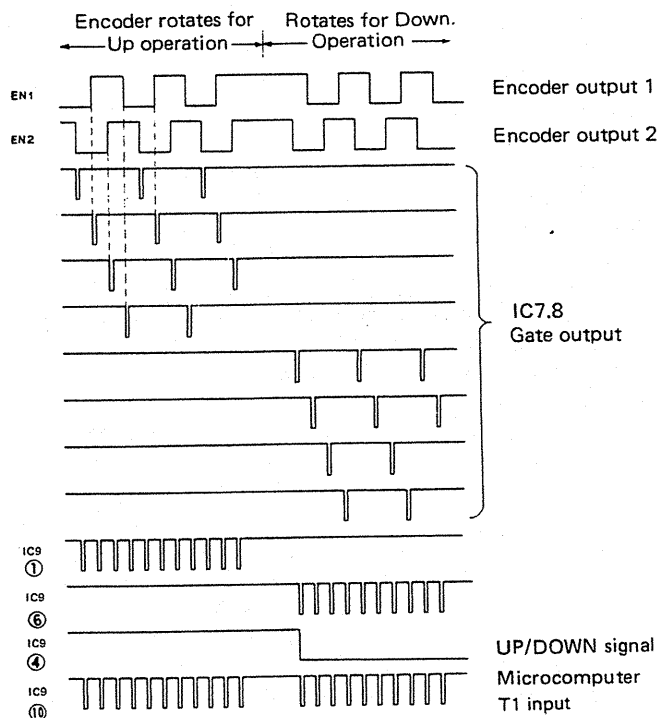 Encoder rotates for
Up operation
Rotates for Down.
Operation
EN1
Encoder output 1
EN2
Encoder output 2
IC7.8
Gate output
IC9
①
IC9
⑥
IC9
④
UP/DOWN signal
IC9
⑩
Microcomputer
T1 input